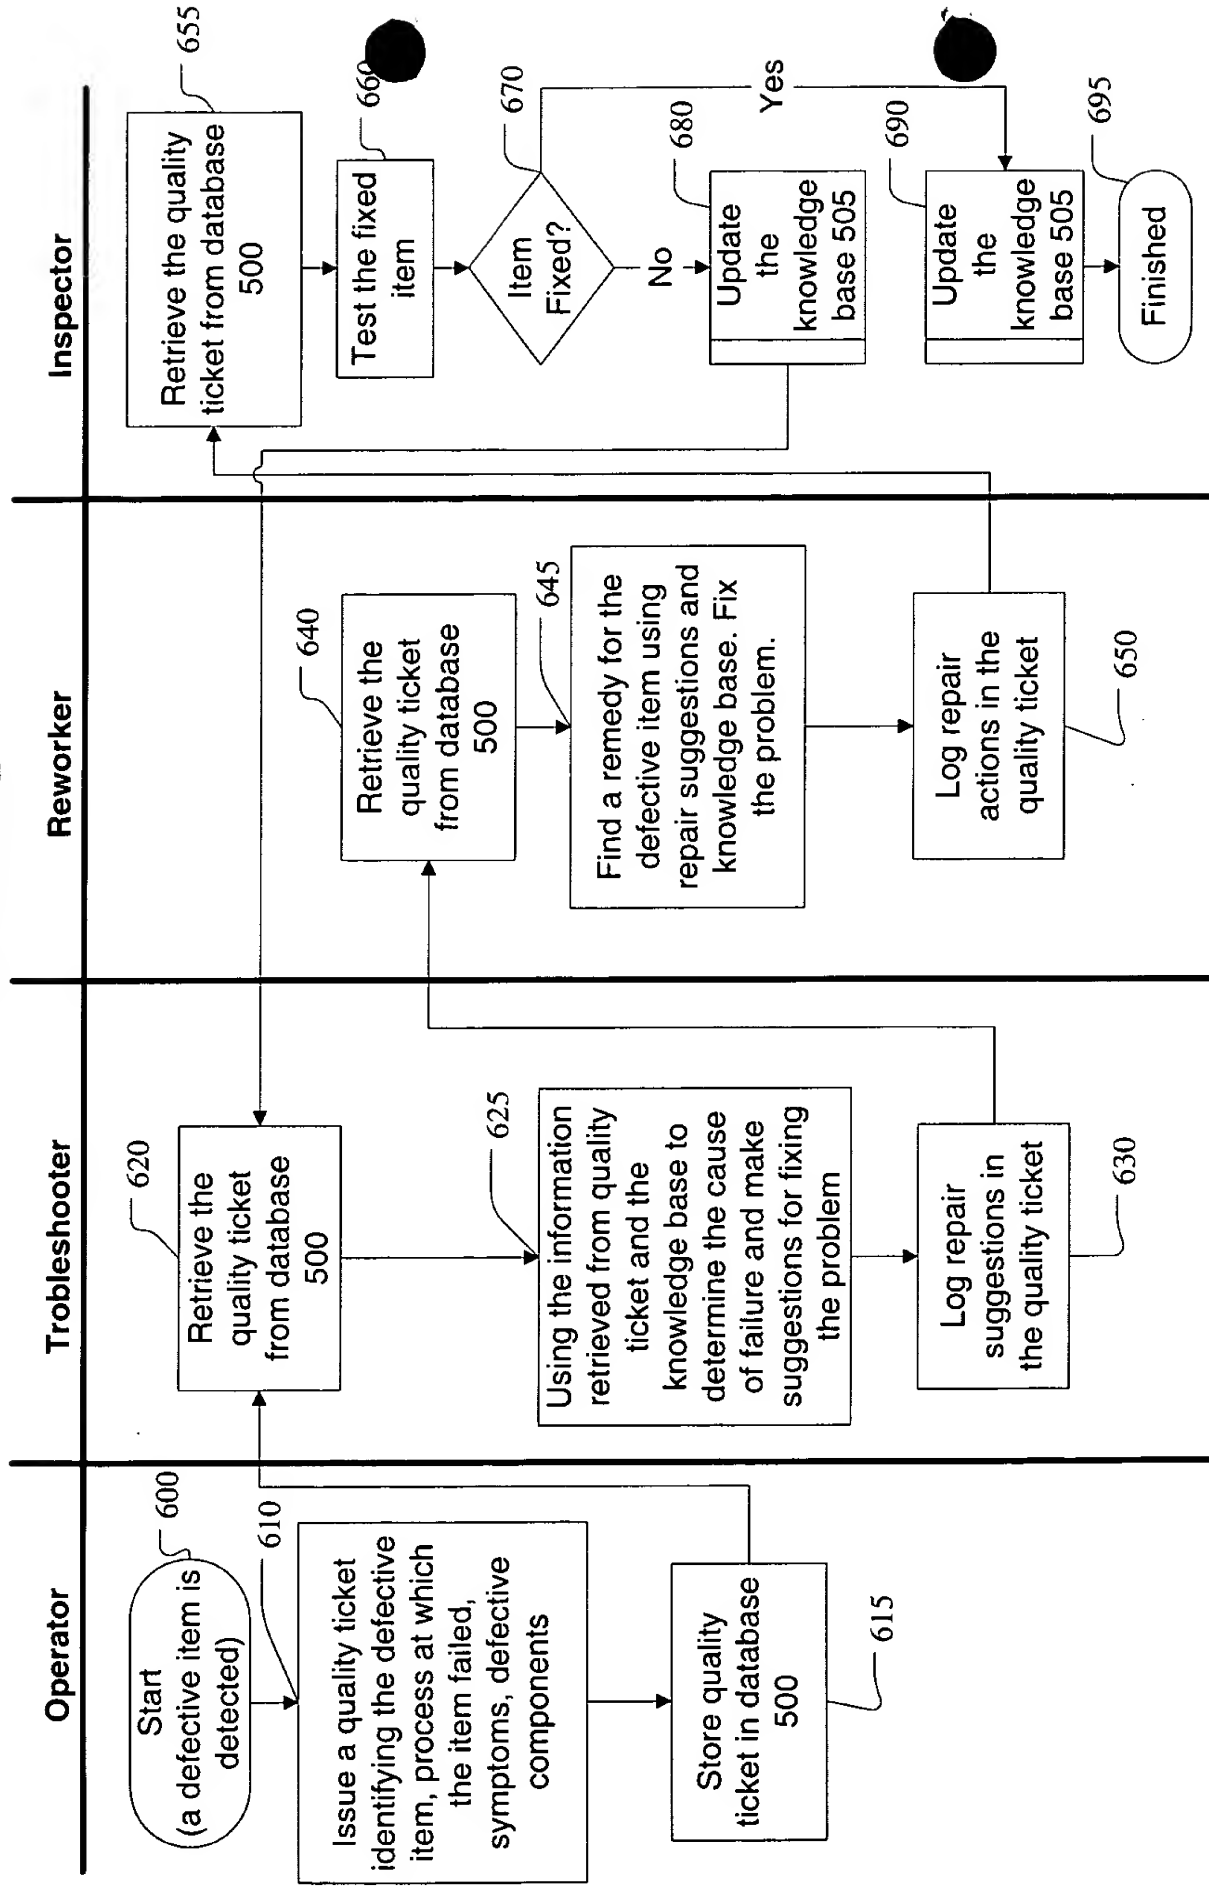 Operator
Trobleshooter
Reworker
Inspector
600
Start
(a defective item is
detected)
610
Issue a quality ticket
identifying the defective
item, process at which
the item failed,
symptoms, defective
components
Store quality
ticket in database
500
615
620
Retrieve the
quality ticket
from database
500
625
Using the information
retrieved from quality
ticket and the
knowledge base to
determine the cause
of failure and make
suggestions for fixing
the problem
Log repair
suggestions in
the quality ticket
630
640
Retrieve the
quality ticket
from database
500
645
Find a remedy for the
defective item using
repair suggestions and
knowledge base. Fix
the problem.
Log repair
actions in the
quality ticket
650
655
Retrieve the quality
ticket from database
500
660
Test the fixed
item
670
Item
Fixed?
Yes
No
680
Update
the
knowledge
base 505
690
Update
the
knowledge
base 505
695
Finished